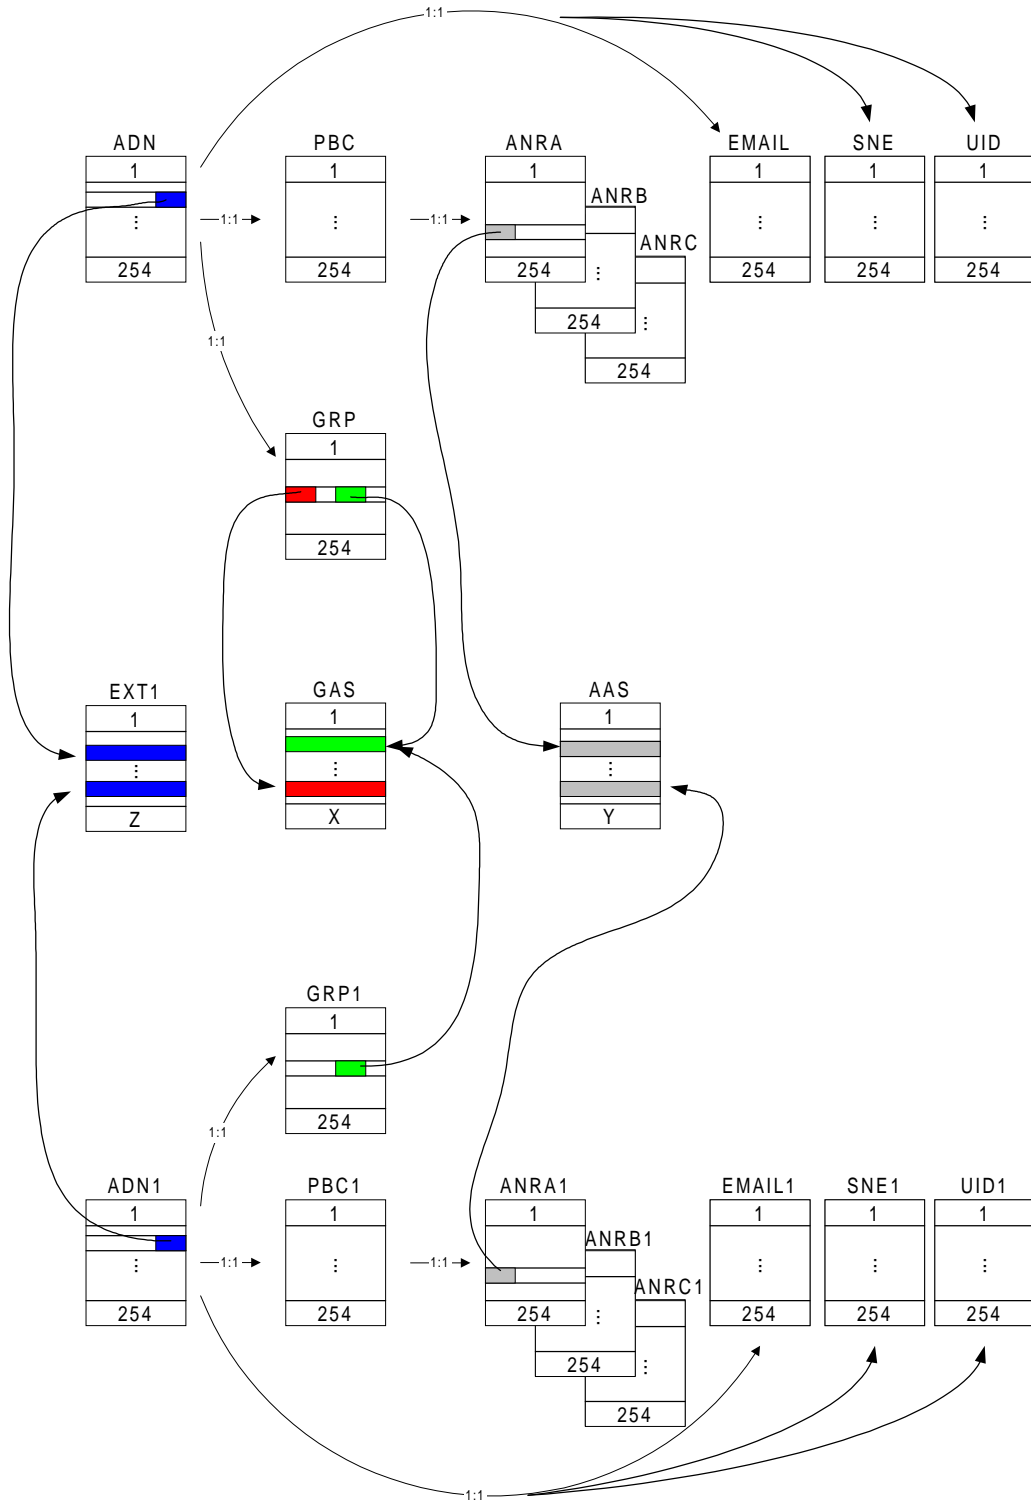 1:1
ADN PBC ANRA EMAIL SNE UID
1 1 1 1 1 1
ANRB
⋮ 1:1 ⋮ 1:1 ⋮ ⋮ ⋮
ANRC
254 254 254 ⋮ 254 254 254
254 ⋮
1:1
254
GRP
1
254
EXT1 GAS AAS
1 1 1
⋮ ⋮ ⋮
Z X Y
GRP1
1
254
1:1
ADN1 PBC1 ANRA1 EMAIL1 SNE1 UID1
1 1 1 1 1 1
ANRB1
⋮ 1:1 ⋮ 1:1 ⋮ ⋮ ⋮
ANRC1
254 254 254 ⋮ 254 254 254
254 ⋮
254
1:1